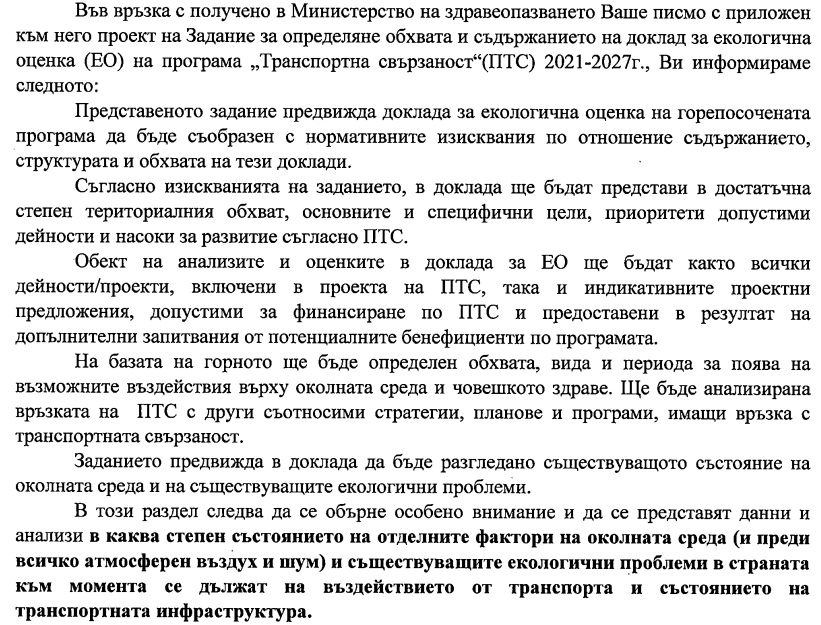 Във връзка с получено в Министерство на здравеопазването Ваше писмо с приложен
към него проект на Задание за определяне обхвата и съдържанието на доклад за екологична
оценка (ЕО) на програма „Транспортна свързаност“(ПТС) 2021-2027г., Ви информираме
следното:
Представеното задание предвижда доклада за екологична оценка на горепосочената
програма да бъде съобразен с нормативните изисквания по отношение съдържанието,
структурата и обхвата на тези доклади.
Съгласно изискванията на заданието, в доклада ще бъдат представи в достатъчна
степен териториалния обхват, основните и специфични цели, приоритети допустими
дейности и насоки за развитие съгласно ПТС.
Обект на анализите и оценките в доклада за ЕО ще бъдат както всички
дейности/проекти, включени в проекта на ПТС, така и индикативните проектни
предложения, допустими за финансиране по ПТС и предоставени в резултат на
допълнителни запитвания от потенциалните бенефициенти по програмата.
На базата на горното ще бъде определен обхвата, вида и периода за поява на
възможните въздействия върху околната среда и човешкото здраве. Ще бъде анализирана
връзката на ПТС с други съотносими стратегии, планове и програми, имащи връзка с
транспортната свързаност.
Заданието предвижда в доклада да бъде разгледано съществуващото състояние на
околната среда и на съществуващите екологични проблеми.
В този раздел следва да се обърне особено внимание и да се представят данни и
анализи в каква степен състоянието на отделните фактори на околната среда (и преди
всичко атмосферен въздух и шум) и съществуващите екологични проблеми в страната
към момента се дължат на въздействието от транспорта и състоянието на
транспортната инфраструктура.